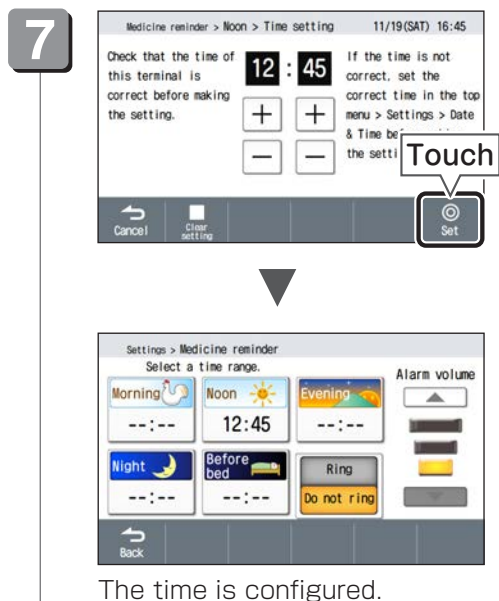 7
Medicine reminder > Noon > Time setting 11/19(SAT) 16:45
Check that the time of
this terminal is
correct before making
the setting.
12 : 45
+ +
− −
If the time is not
correct, set the
correct time in the top
menu > Settings > Date
& Time
the
Touch
Cancel
Clear
setting
Set
Settings > Medicine reminder
Select a time range.
Alarm volume
Morning
--:--
Noon
12:45
Evening
--:--
Night
--:--
Before
bed
--:--
Ring
Do not ring
Back
The time is configured.